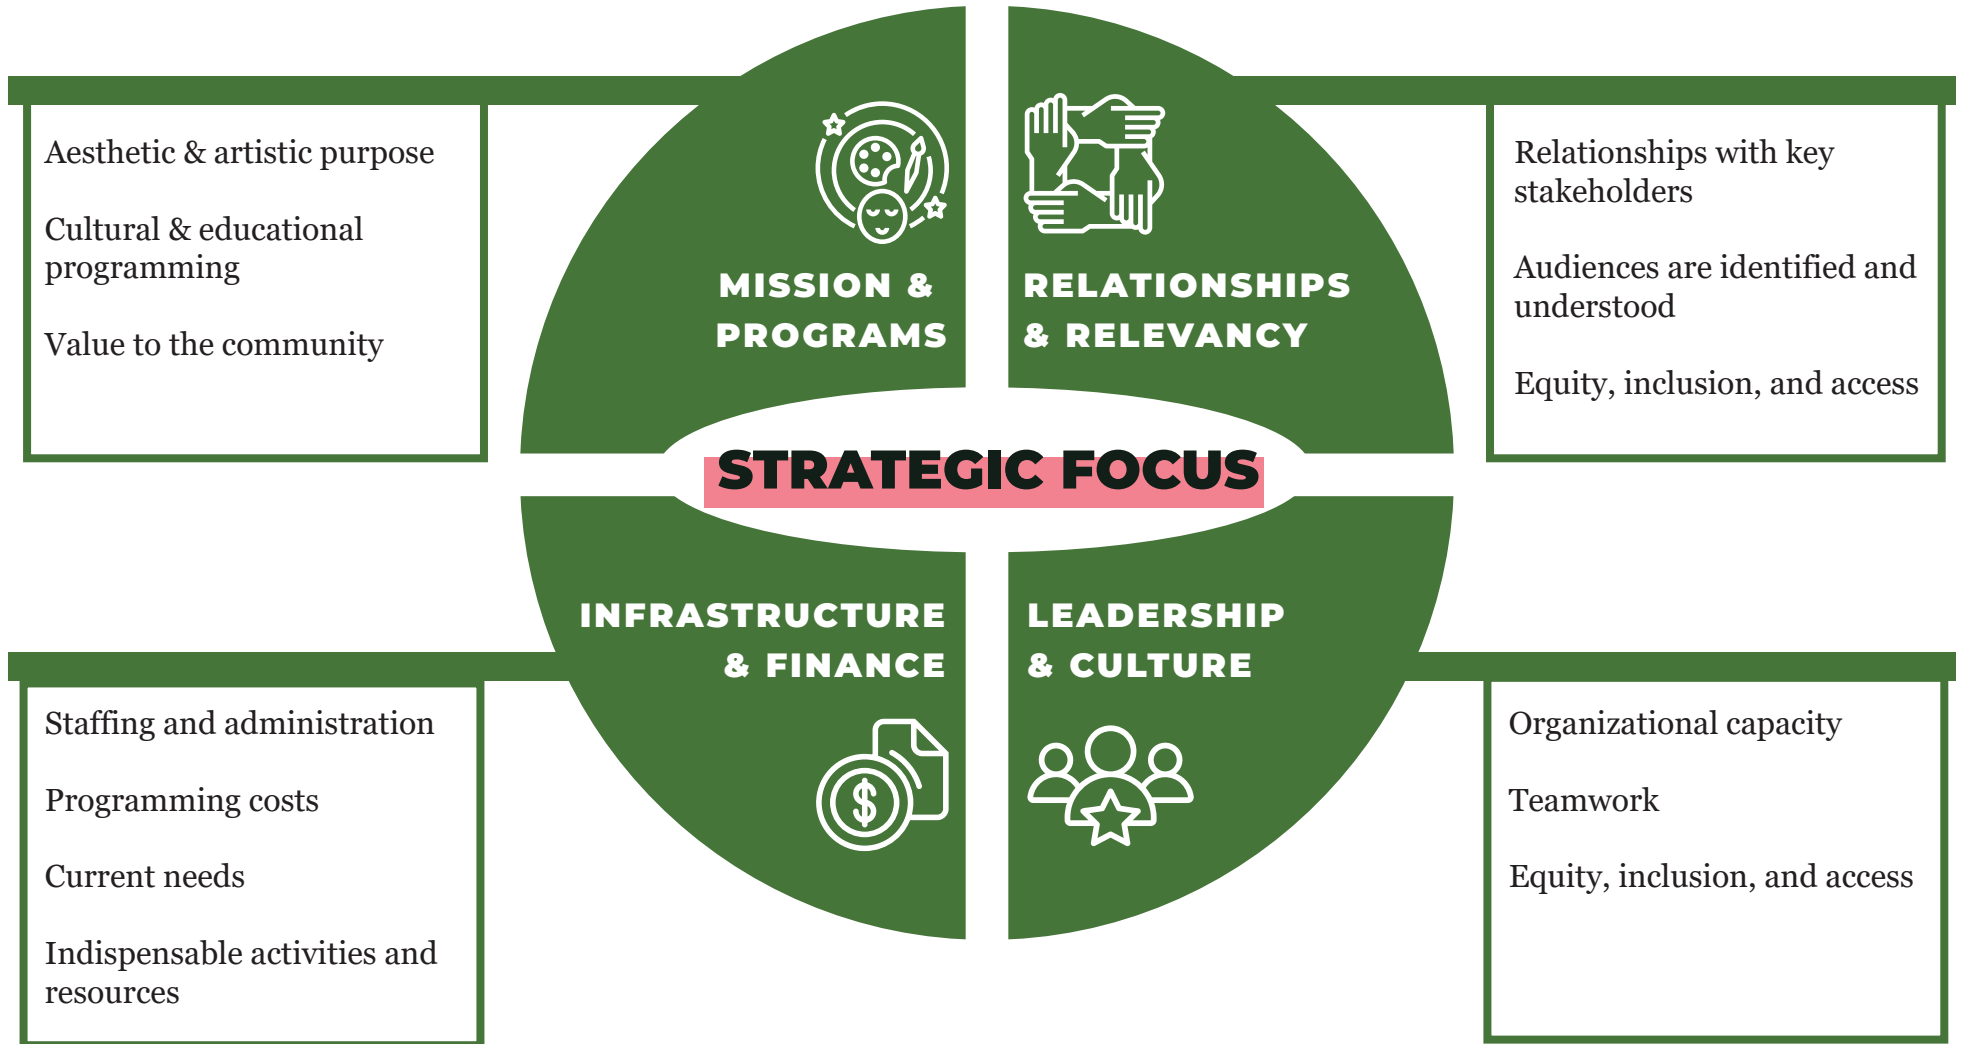 Aesthetic & artistic purpose
Cultural & educational
programming
Value to the community
MISSION &
PROGRAMS
RELATIONSHIPS
& RELEVANCY
Relationships with key
stakeholders
Audiences are identified and
understood
Equity, inclusion, and access
STRATEGIC FOCUS
INFRASTRUCTURE
& FINANCE
$
Staffing and administration
Programming costs
Current needs
Indispensable activities and
resources
LEADERSHIP
& CULTURE
Organizational capacity
Teamwork
Equity, inclusion, and access